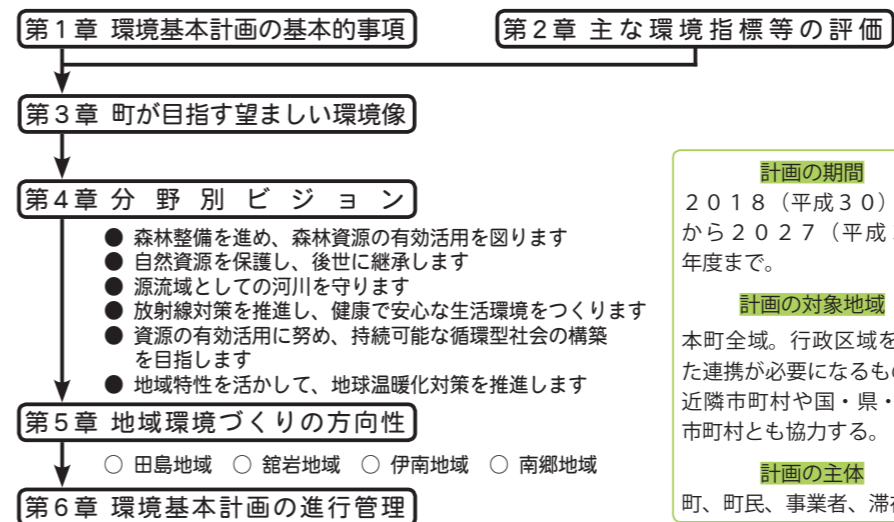 第1章 環境基本計画の基本的事項
第2章 主な環境指標等の評価
第3章 町が目指す望ましい環境像
第4章 分野別ビジョン
● 森林整備を進め、森林資源の有効活用を図ります
● 自然資源を保護し、後世に継承します
● 源流域としての河川を守ります
● 放射線対策を推進し、健康で安心な生活環境をつくります
● 資源の有効活用に努め、持続可能な循環型社会の構築
を目指します
● 地域特性を活かして、地球温暖化対策を推進します
第5章 地域環境づくりの方向性
○ 田島地域 ○ 舘岩地域 ○ 伊南地域 ○ 南郷地域
第6章 環境基本計画の進行管理
計画の期間
2018(平成30)
から2027(平成
年度まで。
計画の対象地域
本町全域。行政区域を
た連携が必要になるも
近隣市町村や国・県・
市町村とも協力する。
計画の主体
町、町民、事業者、滞